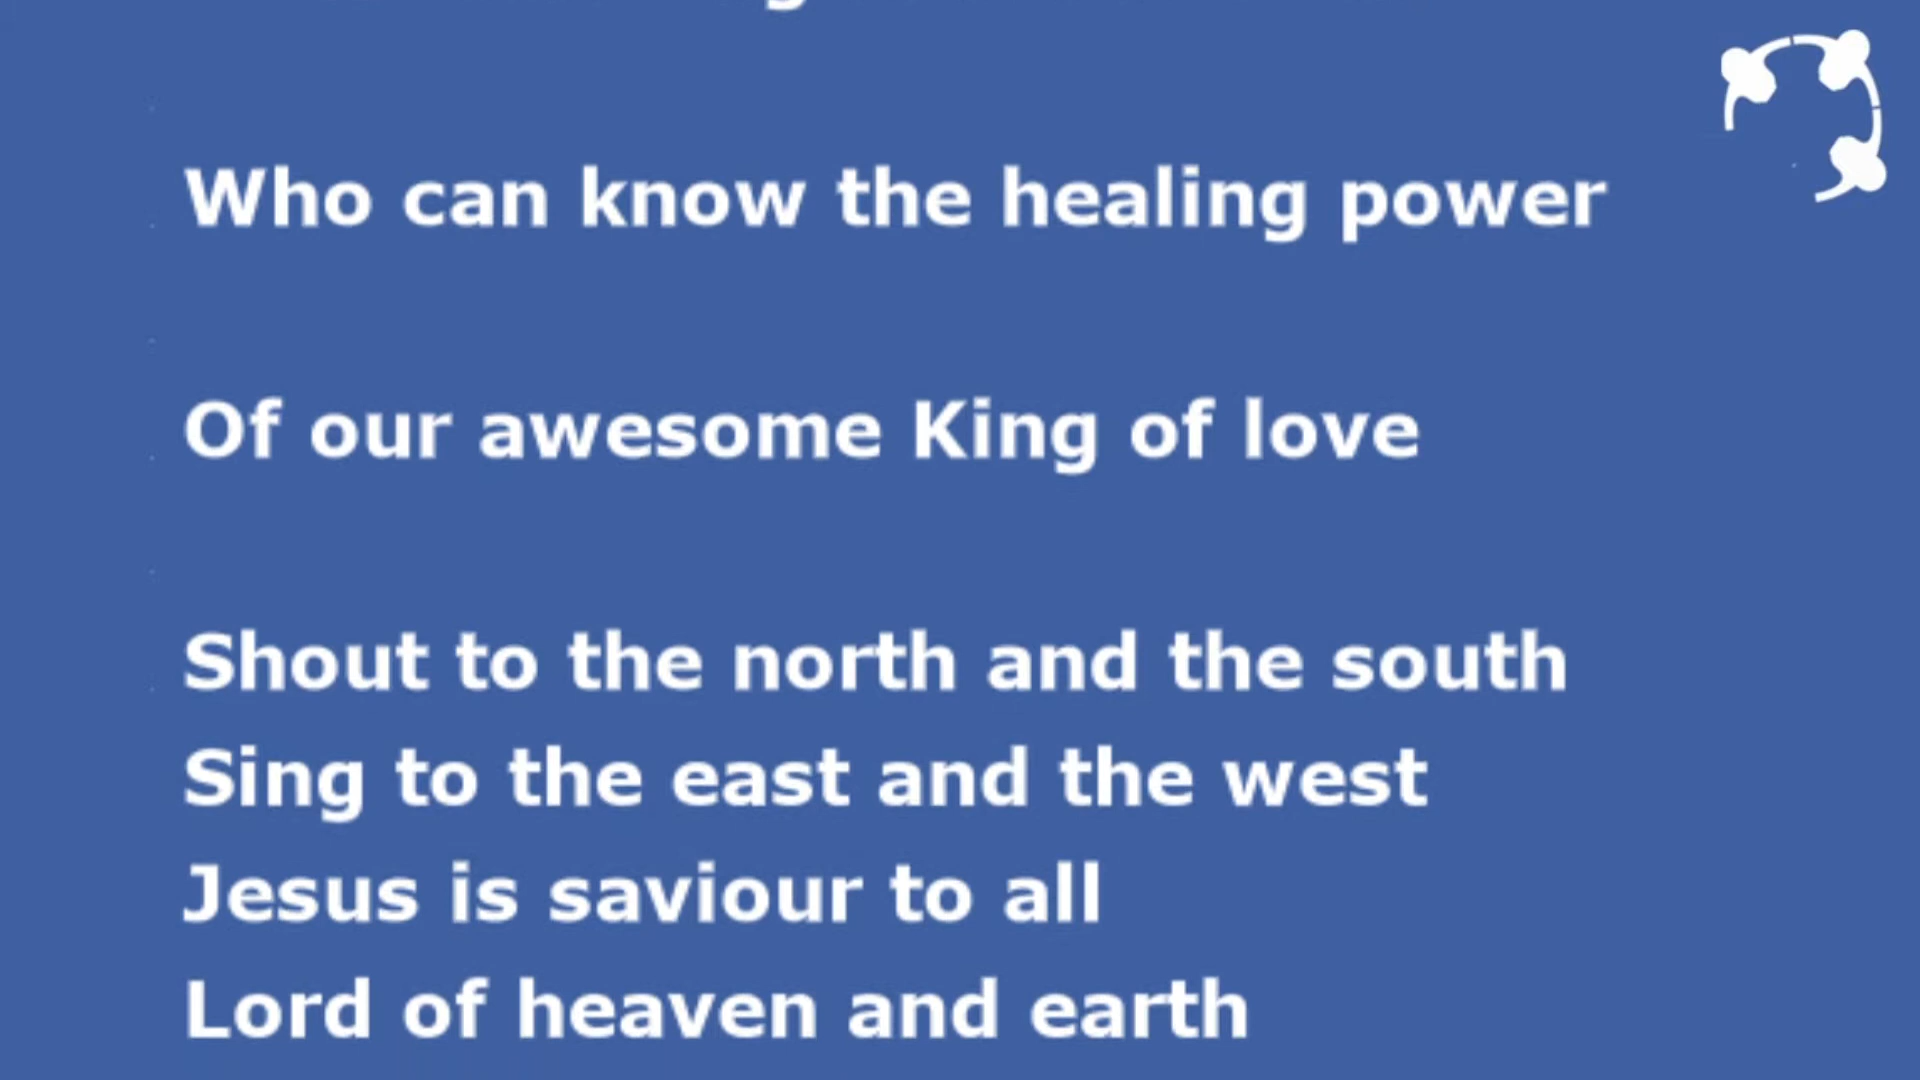 Who can know the healing power
Of our awesome King of love
Shout to the north and the south
Sing to the east and the west
Jesus is saviour to all
Lord of heaven and earth